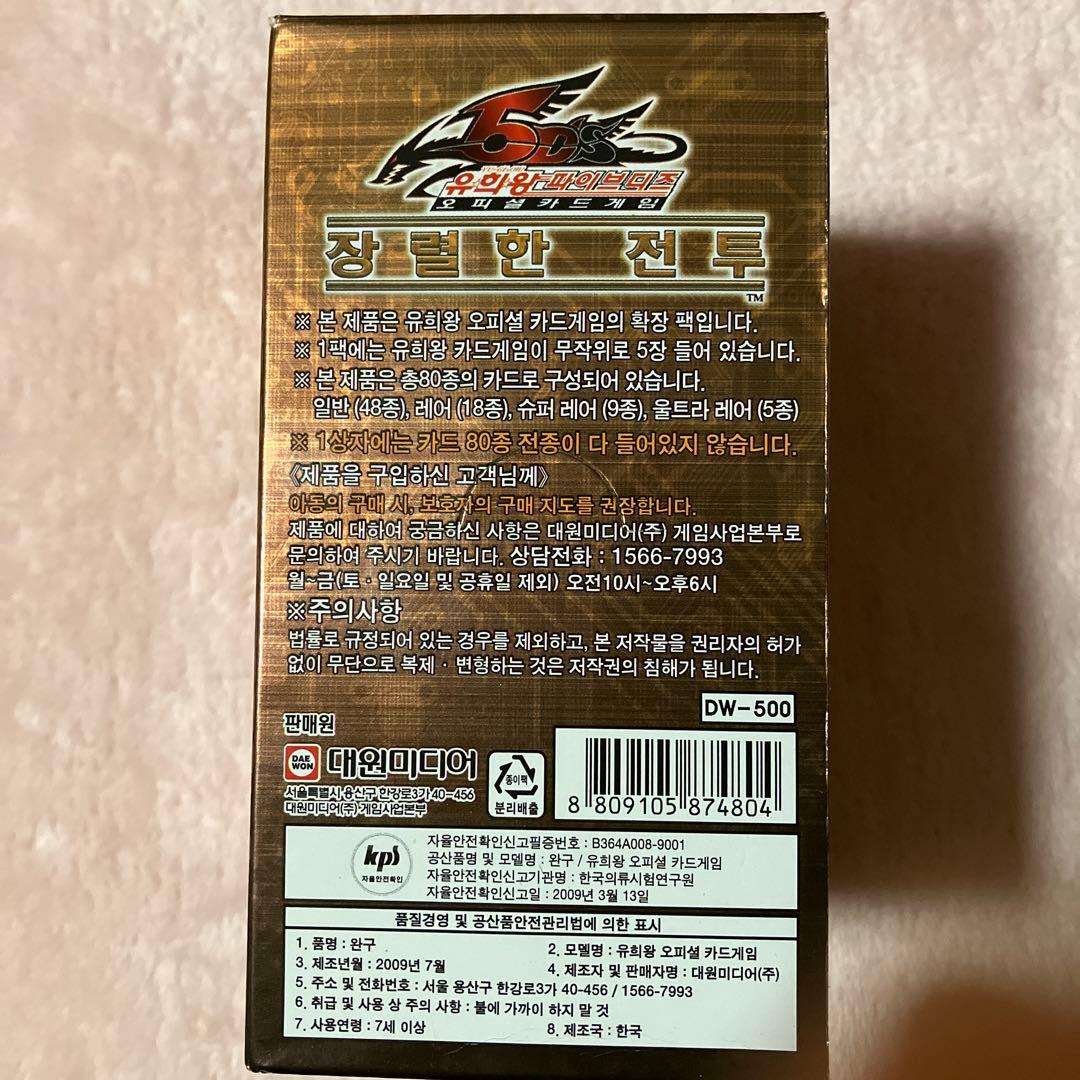 5D's
YU-GI-OH!
유희왕 파이브디즈
오피셜카드게임
장렬한 전투
TM
※ 본 제품은 유희왕 오피셜 카드게임의 확장 팩입니다.
※ 1팩에는 유희왕 카드게임이 무작위로 5장 들어 있습니다.
※ 본 제품은 총80종의 카드로 구성되어 있습니다.
일반 (48종), 레어 (18종), 슈퍼 레어 (9종), 울트라 레어 (5종)
※ 1상자에는 카드 80종 전종이 다 들어있지 않습니다.
《제품을 구입하신 고객님께》
아동의 구매 시, 보호자의 구매 지도를 권장합니다.
제품에 대하여 궁금하신 사항은 대원미디어(주) 게임사업본부로
문의하여 주시기 바랍니다. 상담전화 : 1566-7993
월~금(토·일요일 및 공휴일 제외) 오전10시~오후6시
※주의사항
법률로 규정되어 있는 경우를 제외하고, 본 저작물을 권리자의 허가
없이 무단으로 복제·변형하는 것은 저작권의 침해가 됩니다.
DW-500
판매원
DAE WON 대원미디어
서울특별시 용산구 한강로3가 40-456
대원미디어(주) 게임사업본부
종이팩
분리배출
8 809105 874804
kps
자율안전확인
자율안전확인신고필증번호 : B364A008-9001
공산품명 및 모델명 : 완구 / 유희왕 오피셜 카드게임
자율안전확인신고기관명 : 한국의류시험연구원
자율안전확인신고일 : 2009년 3월 13일
품질경영 및 공산품안전관리법에 의한 표시
1. 품명 : 완구 2. 모델명 : 유희왕 오피셜 카드게임
3. 제조년월 : 2009년 7월 4. 제조자 및 판매자명 : 대원미디어(주)
5. 주소 및 전화번호 : 서울 용산구 한강로3가 40-456 / 1566-7993
6. 취급 및 사용 상 주의 사항 : 불에 가까이 하지 말 것
7. 사용연령 : 7세 이상 8. 제조국 : 한국